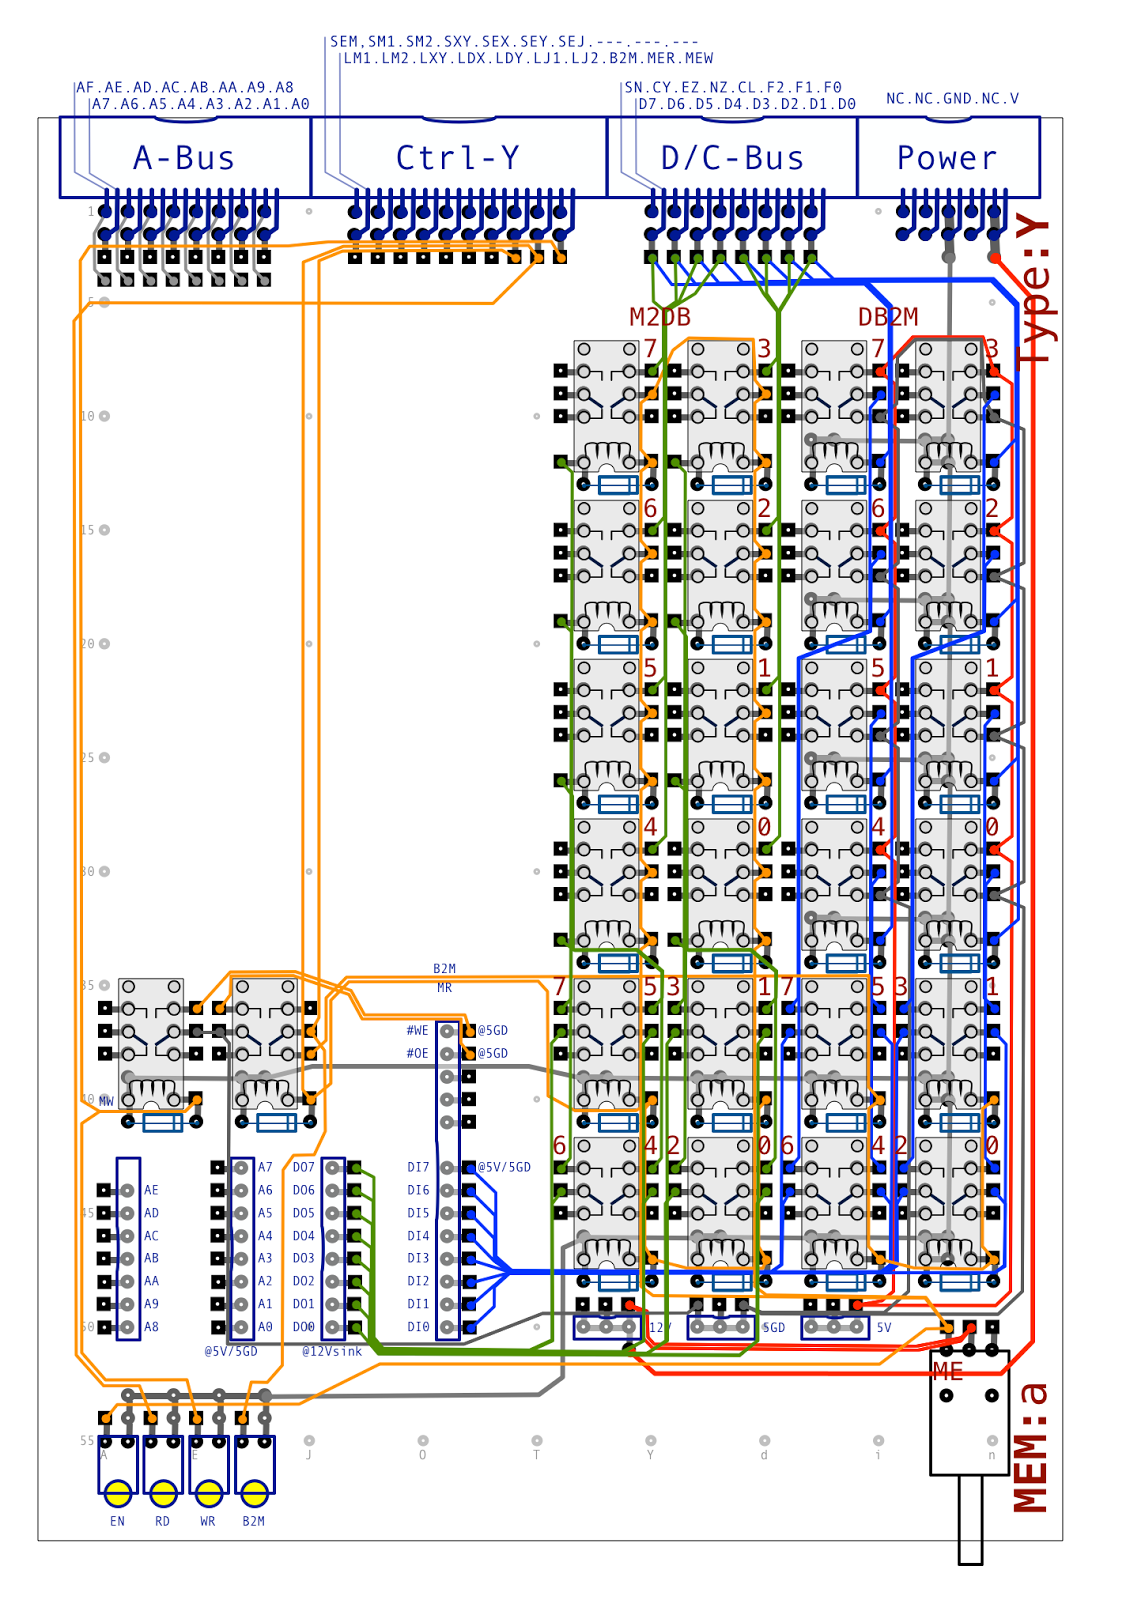 SEM,SM1.SM2.SXY.SEX.SEY.SEJ.---.---.---
LM1.LM2.LXY.LDX.LDY.LJ1.LJ2.B2M.MER.MEW
AF.AE.AD.AC.AB.AA.A9.A8
A7.A6.A5.A4.A3.A2.A1.A0
SN.CY.EZ.NZ.CL.F2.F1.F0
D7.D6.D5.D4.D3.D2.D1.D0
NC.NC.GND.NC.V
A-Bus Ctrl-Y D/C-Bus Power
Type:Y
1
5
M2DB DB2M
7 3 7 3
10
6 2 6 2
15
20
5 1 5 1
25
4 0 4 0
30
B2M
35 MR 7 5 3 1 7 5 3 1
#WE @5GD
#OE @5GD
40 MW
6 4 2 0 6 4 2 0
A7 DO7 DI7 @5V/5GD
AE A6 DO6 DI6
45 AD A5 DO5 DI5
AC A4 DO4 DI4
AB A3 DO3 DI3
AA A2 DO2 DI2
A9 A1 DO1 DI1
50 A8 A0 DO0 DI0 12V 5GD 5V
@5V/5GD @12Vsink
ME
MEM:a
55
A E J O T Y d i n
EN RD WR B2M